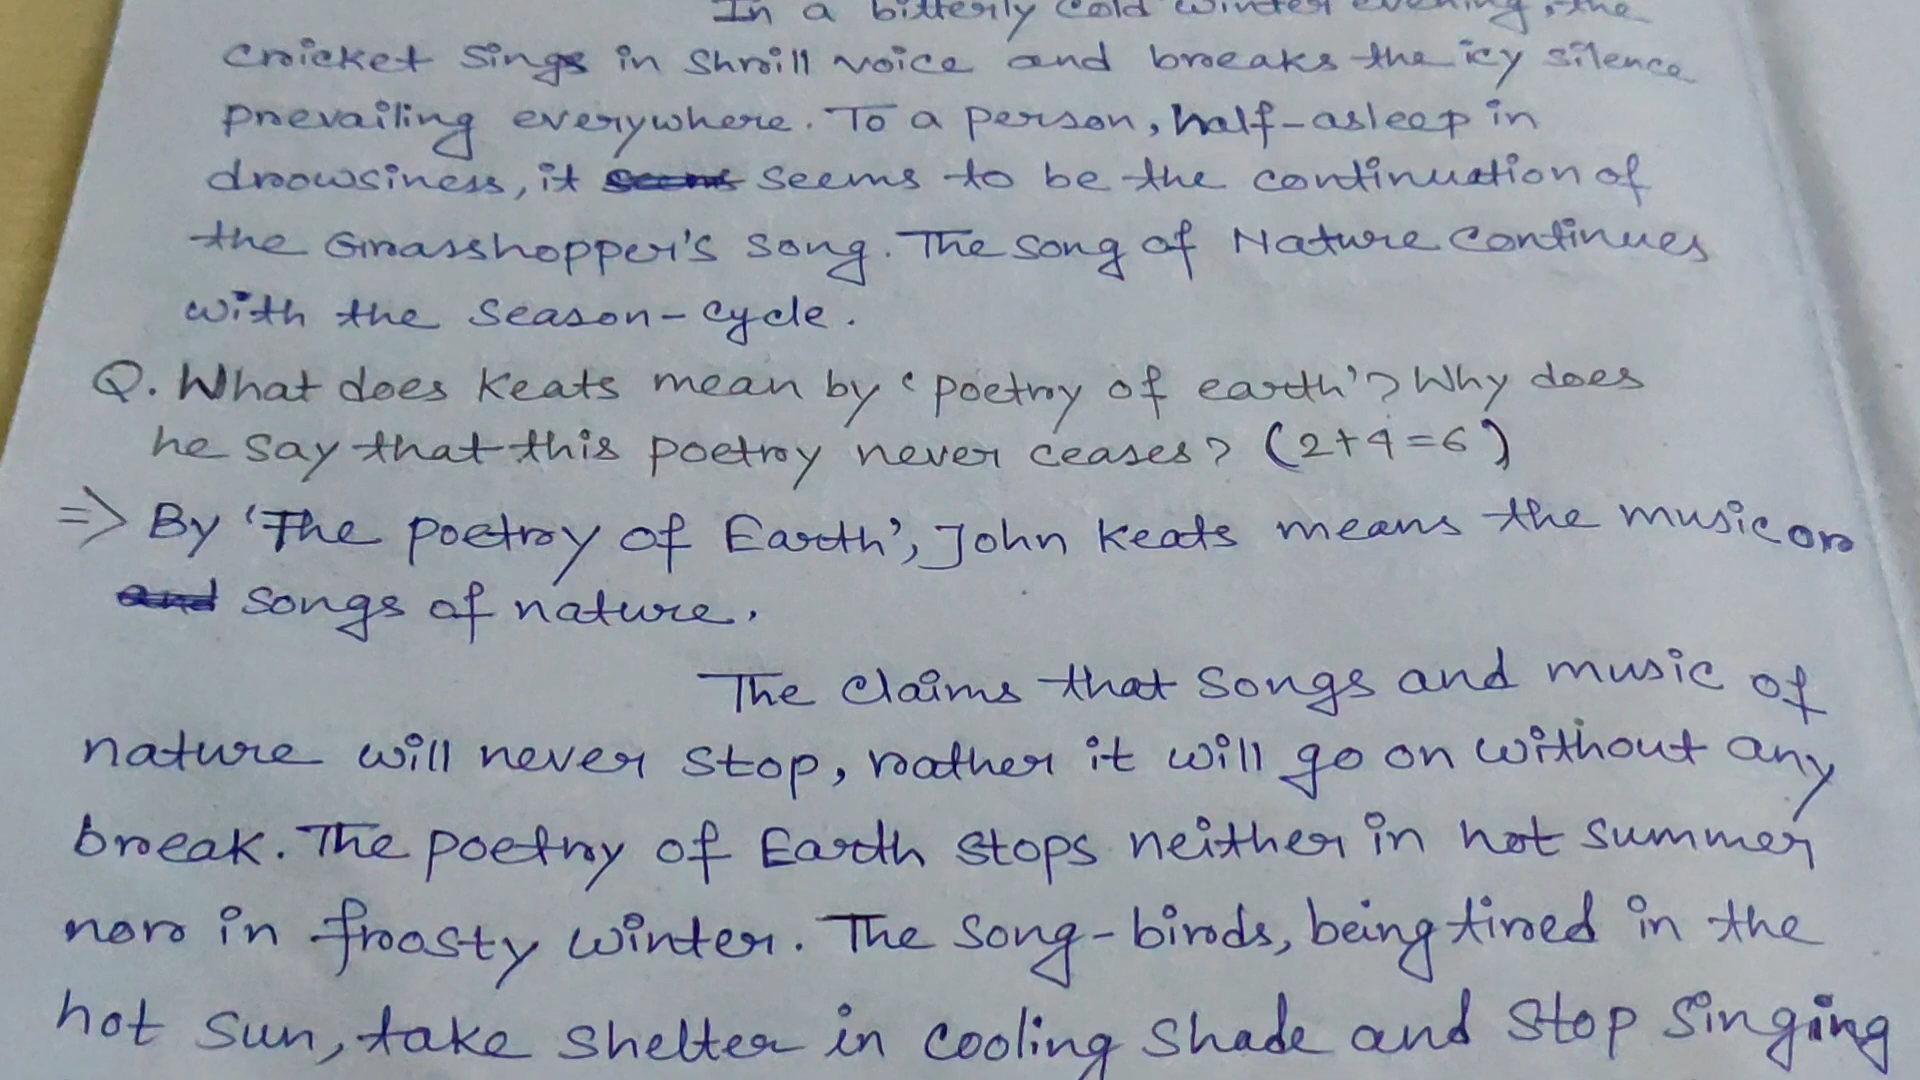 In a bitterly cold winter evening, the
Cricket Sings in Shrill voice and breaks the icy silence
prevailing everywhere. To a person, half-asleep in
drowsiness, it seems seems to be the continuation of
the Grasshopper's song. The song of Nature continues
with the Season-cycle.
Q. What does Keats mean by 'poetry of earth'? Why does
he say that this poetry never ceases? (2+4=6)
=> By 'The poetry of Earth', John Keats means the music or
and songs of nature.
The claims that songs and music of
nature will never stop, rather it will go on without any
break. The poetry of Earth stops neither in hot summer
nor in frosty winter. The song-birds, being tired in the
hot sun, take shelter in cooling shade and stop singing